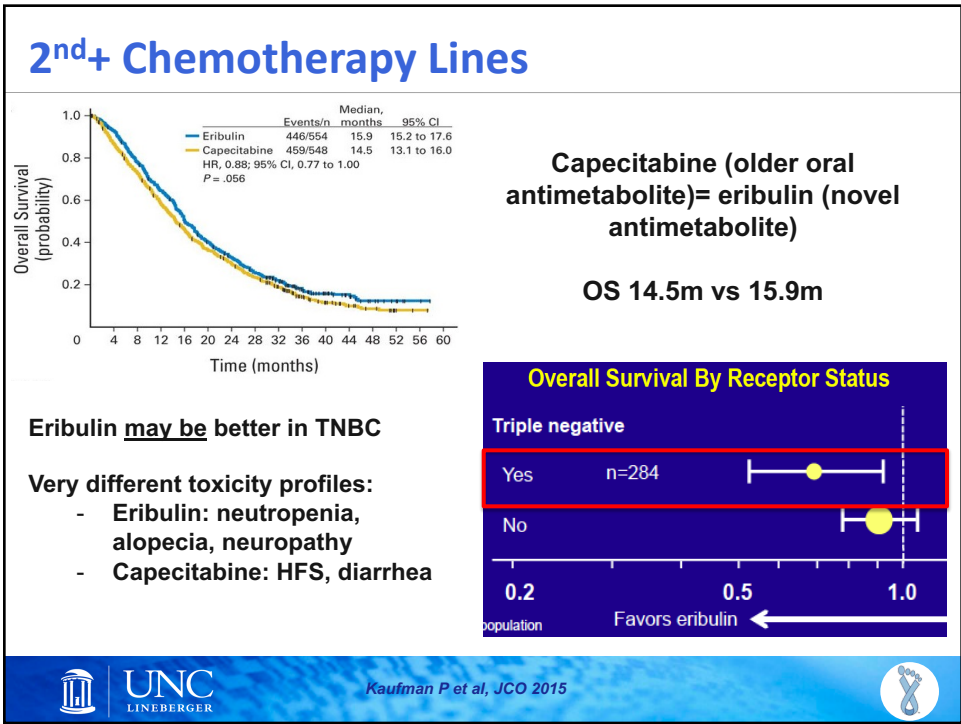 2nd+ Chemotherapy Lines
Overall Survival
(probability)
1.0
0.8
0.6
0.4
0.2
0 4 8 12 16 20 24 28 32 36 40 44 48 52 56 60
Time (months)
Median,
Events/n months 95% CI
Eribulin 446/554 15.9 15.2 to 17.6
Capecitabine 459/548 14.5 13.1 to 16.0
HR, 0.88; 95% CI, 0.77 to 1.00
P = .056
Capecitabine (older oral
antimetabolite)= eribulin (novel
antimetabolite)
OS 14.5m vs 15.9m
Eribulin may be better in TNBC
Very different toxicity profiles:
- Eribulin: neutropenia,
alopecia, neuropathy
- Capecitabine: HFS, diarrhea
Overall Survival By Receptor Status
Triple negative
Yes n=284
No
0.2 0.5 1.0
population Favors eribulin
UNC
LINEBERGER
Kaufman P et al, JCO 2015